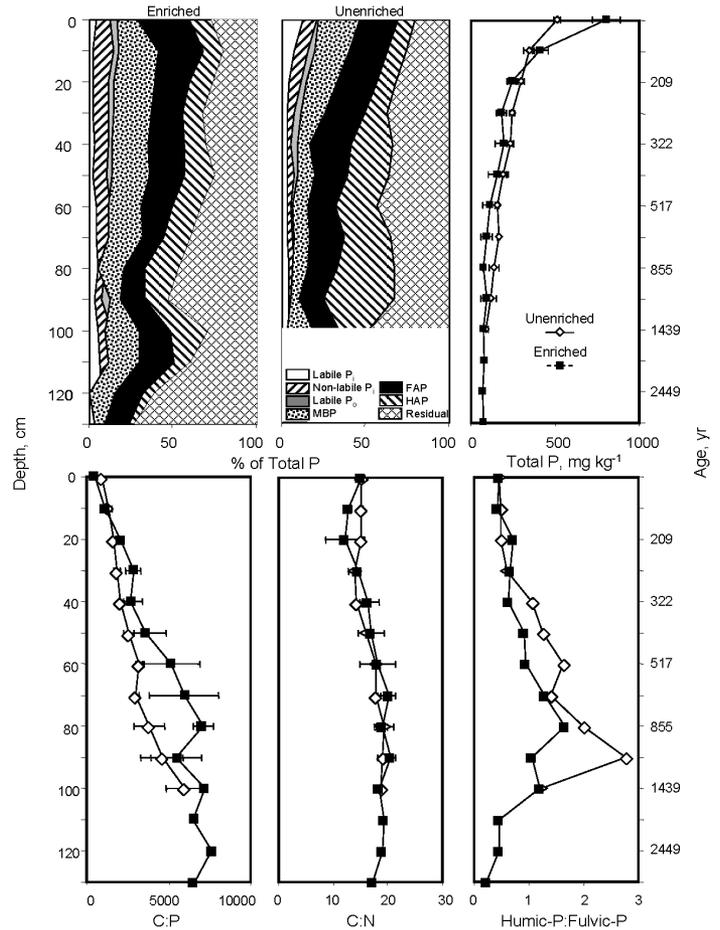 Enriched
Unenriched
0
20
40
60
80
100
120
Depth, cm
0
50
100
0
50
100
% of Total P
Labile Pi
Non-labile Pi
Labile Po
MBP
FAP
HAP
Residual
Unenriched
Enriched
209
322
517
855
1439
2449
Age, yr
0
500
1000
Total P, mg kg-1
0
20
40
60
80
100
120
0
5000
10000
C:P
0
10
20
30
C:N
209
322
517
855
1439
2449
0
1
2
3
Humic-P:Fulvic-P